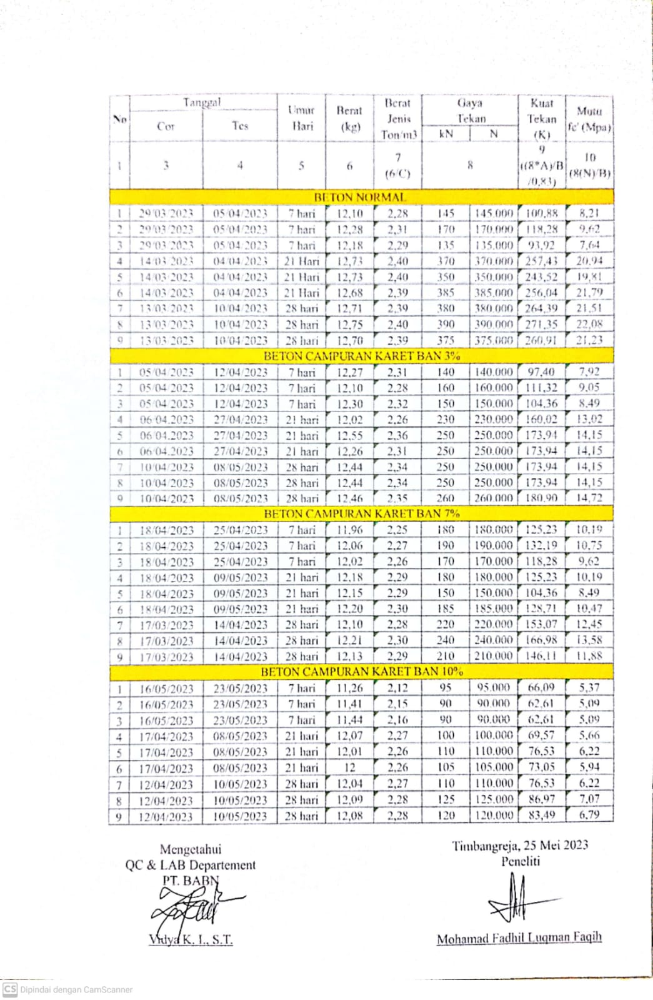 No Tanggal Umur Hari Berat (kg) Berat Jenis Ton/m3 Gaya Tekan Kuat Tekan (K) Mutu fc' (Mpa)
Cor Tes kN N
1 3 4 5 6 7 (6/C) 8 9 ((8*A)/B /0,83) 10 (8(N)/B)
BETON NORMAL
1 29/03/2023 05/04/2023 7 hari 12,10 2,28 145 145.000 100,88 8,21
2 29/03/2023 05/04/2023 7 hari 12,28 2,31 170 170.000 118,28 9,62
3 29/03/2023 05/04/2023 7 hari 12,18 2,29 135 135.000 93,92 7,64
4 14/03/2023 04/04/2023 21 Hari 12,73 2,40 370 370.000 257,43 20,94
5 14/03/2023 04/04/2023 21 Hari 12,73 2,40 350 350.000 243,52 19,81
6 14/03/2023 04/04/2023 21 Hari 12,68 2,39 385 385.000 256,04 21,79
7 13/03/2023 10/04/2023 28 hari 12,71 2,39 380 380.000 264,39 21,51
8 13/03/2023 10/04/2023 28 hari 12,75 2,40 390 390.000 271,35 22,08
9 13/03/2023 10/04/2023 28 hari 12,70 2,39 375 375.000 260,91 21,23
BETON CAMPURAN KARET BAN 3%
1 05/04/2023 12/04/2023 7 hari 12,27 2,31 140 140.000 97,40 7,92
2 05/04/2023 12/04/2023 7 hari 12,10 2,28 160 160.000 111,32 9,05
3 05/04/2023 12/04/2023 7 hari 12,30 2,32 150 150.000 104,36 8,49
4 06/04.2023 27/04/2023 21 hari 12,02 2,26 230 230.000 160,02 13,02
5 06/04.2023 27/04/2023 21 hari 12,55 2,36 250 250.000 173,94 14,15
6 06/04.2023 27/04/2023 21 hari 12,26 2,31 250 250.000 173,94 14,15
7 10/04/2023 08/05/2023 28 hari 12,44 2,34 250 250.000 173,94 14,15
8 10/04/2023 08/05/2023 28 hari 12,44 2,34 250 250.000 173,94 14,15
9 10/04/2023 08/05/2023 28 hari 12,46 2,35 260 260.000 180,90 14,72
BETON CAMPURAN KARET BAN 7%
1 18/04/2023 25/04/2023 7 hari 11,96 2,25 180 180.000 125,23 10,19
2 18/04/2023 25/04/2023 7 hari 12,06 2,27 190 190.000 132,19 10,75
3 18/04/2023 25/04/2023 7 hari 12,02 2,26 170 170.000 118,28 9,62
4 18/04/2023 09/05/2023 21 hari 12,18 2,29 180 180.000 125,23 10,19
5 18/04/2023 09/05/2023 21 hari 12,15 2,29 150 150.000 104,36 8,49
6 18/04/2023 09/05/2023 21 hari 12,20 2,30 185 185.000 128,71 10,47
7 17/03/2023 14/04/2023 28 hari 12,10 2,28 220 220.000 153,07 12,45
8 17/03/2023 14/04/2023 28 hari 12,21 2,30 240 240.000 166,98 13,58
9 17/03/2023 14/04/2023 28 hari 12,13 2,29 210 210.000 146,11 11,88
BETON CAMPURAN KARET BAN 10%
1 16/05/2023 23/05/2023 7 hari 11,26 2,12 95 95.000 66,09 5,37
2 16/05/2023 23/05/2023 7 hari 11,41 2,15 90 90.000 62,61 5,09
3 16/05/2023 23/05/2023 7 hari 11,44 2,16 90 90.000 62,61 5,09
4 17/04/2023 08/05/2023 21 hari 12,07 2,27 100 100.000 69,57 5,66
5 17/04/2023 08/05/2023 21 hari 12,01 2,26 110 110.000 76,53 6,22
6 17/04/2023 08/05/2023 21 hari 12 2,26 105 105.000 73,05 5,94
7 12/04/2023 10/05/2023 28 hari 12,04 2,27 110 110.000 76,53 6,22
8 12/04/2023 10/05/2023 28 hari 12,09 2,28 125 125.000 86,97 7,07
9 12/04/2023 10/05/2023 28 hari 12,08 2,28 120 120.000 83,49 6,79
Mengetahui
QC & LAB Departement
PT. BABN
Vidya K. I., S.T.
Timbangreja, 25 Mei 2023
Peneliti
Mohamad Fadhil Luqman Faqih
CS Dipindai dengan CamScanner